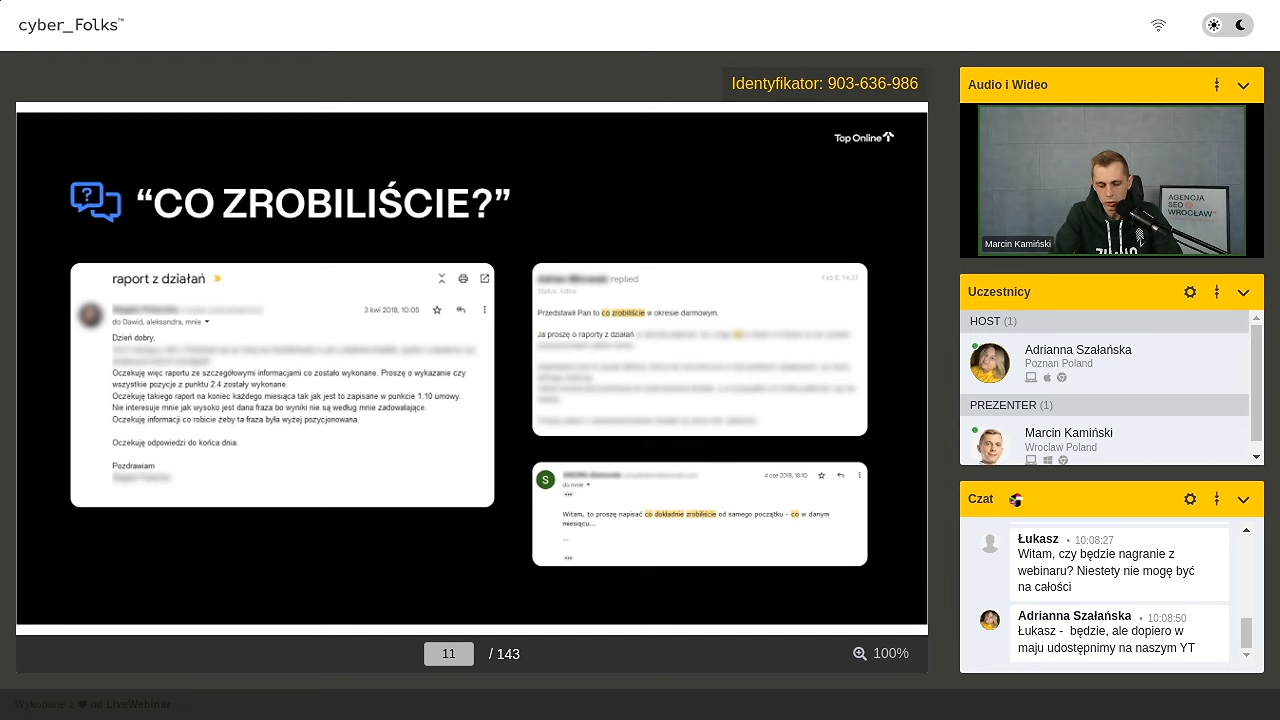 cyber_Folks™
Identyfikator: 903-636-986
Top Online
“CO ZROBILIŚCIE?”
raport z działań
3 kwi 2018, 10:05
do Dawid, aleksandra, mnie
Dzień dobry,
Oczekuję więc raportu ze szczegółowymi informacjami co zostało wykonane. Proszę o wykazanie czy
wszystkie pozycje z punktu 2.4 zostały wykonane.
Oczekuję takiego raportu na koniec każdego miesiąca tak jak jest to zapisane w punkcie 1.10 umowy.
Nie interesuje mnie jak wysoko jest dana fraza bo wyniki nie są według mnie zadowalające.
Oczekuję informacji co robicie żeby ta fraza była wyżej pozycjonowana.
Oczekuję odpowiedzi do końca dnia.
Pozdrawiam
replied
Status: Active
Przedstawił Pan to co zrobiliście w okresie darmowym.
Ja proszę o raporty z działań
S
4 cze 2018, 18:10
do mnie
Witam, to proszę napisać co dokładnie zrobiliście od samego początku - co w danym
miesiącu...
--
11 / 143
100%
Wykonane z ❤ od LiveWebinar
Audio i Wideo
AGENCJA
SEO
WROCŁAW
Marcin Kamiński
Uczestnicy
HOST (1)
Adrianna Szałańska
Poznan Poland
PREZENTER (1)
Marcin Kamiński
Wroclaw Poland
Czat
Łukasz • 10:08:27
Witam, czy będzie nagranie z
webinaru? Niestety nie mogę być
na całości
Adrianna Szałańska • 10:08:50
Łukasz - będzie, ale dopiero w
maju udostępnimy na naszym YT